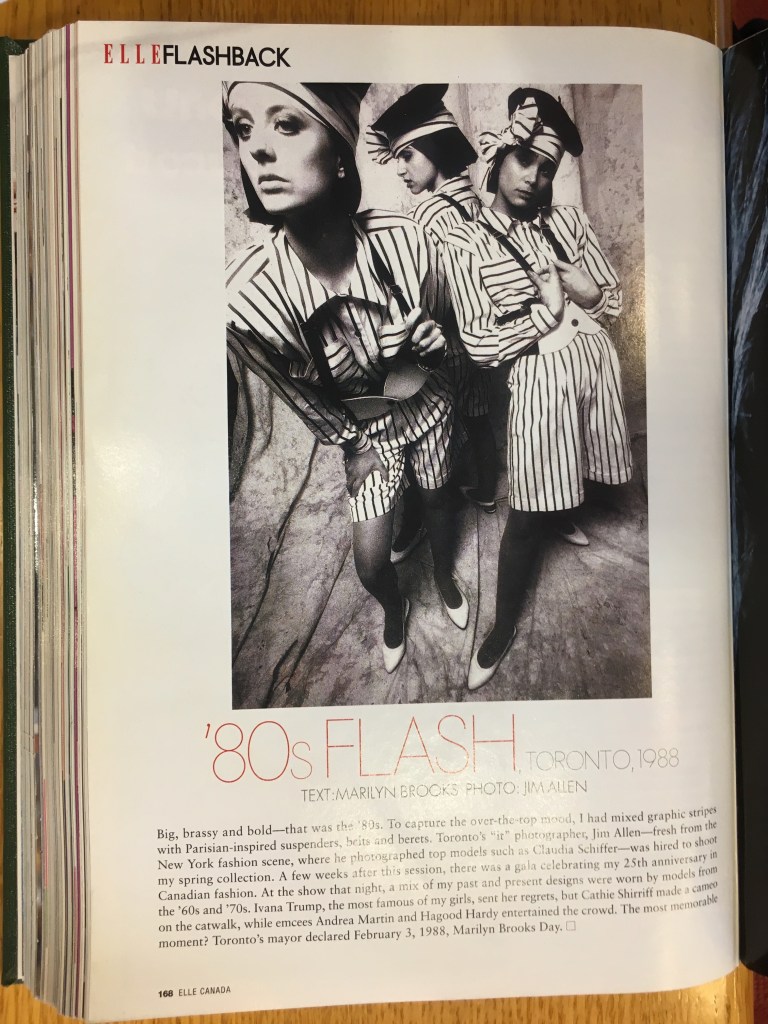 ELLE FLASHBACK
'80s FLASH, TORONTO, 1988
TEXT: MARILYN BROOKS PHOTO: JIM ALLEN
Big, brassy and bold—that was the '80s. To capture the over-the-top mood, I had mixed graphic stripes
with Parisian-inspired suspenders, belts and berets. Toronto's "it" photographer, Jim Allen—fresh from the
New York fashion scene, where he photographed top models such as Claudia Schiffer—was hired to shoot
my spring collection. A few weeks after this session, there was a gala celebrating my 25th anniversary in
Canadian fashion. At the show that night, a mix of my past and present designs were worn by models from
the '60s and '70s. Ivana Trump, the most famous of my girls, sent her regrets, but Cathie Shirriff made a cameo
on the catwalk, while emcees Andrea Martin and Hagood Hardy entertained the crowd. The most memorable
moment? Toronto's mayor declared February 3, 1988, Marilyn Brooks Day. □
168 ELLE CANADA